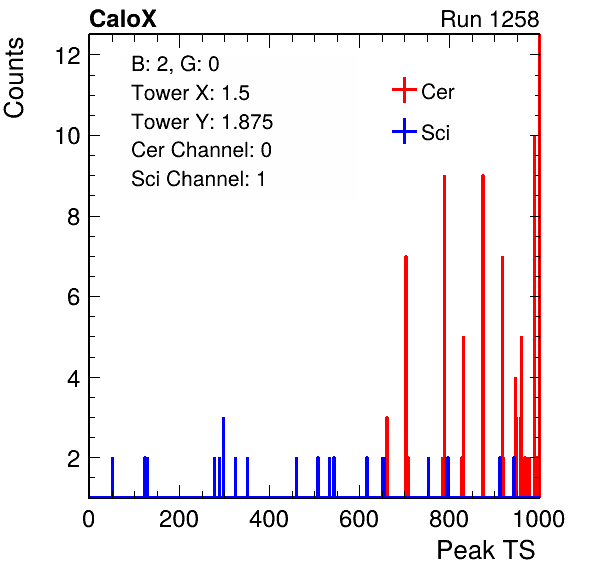 CaloX Run 1258
Counts
B: 2, G: 0
Tower X: 1.5
Tower Y: 1.875
Cer Channel: 0
Sci Channel: 1
Cer
Sci
12
10
8
6
4
2
0 200 400 600 800 1000
Peak TS